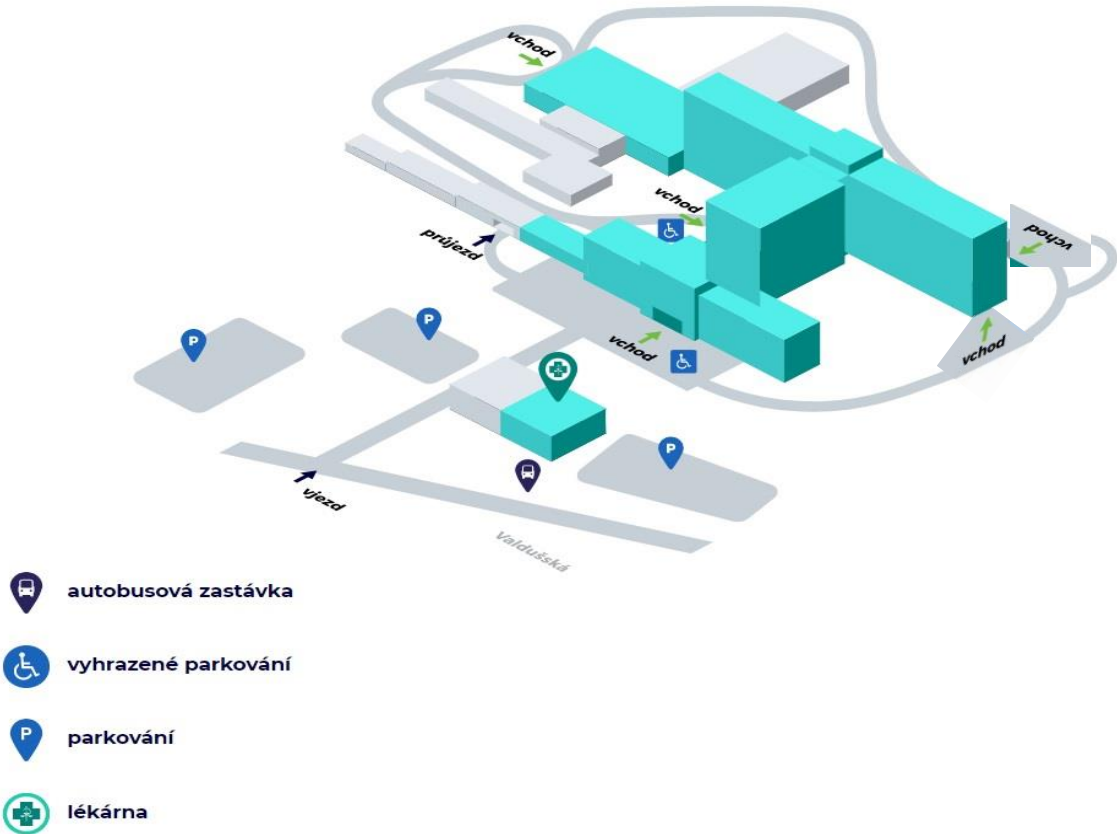 vchod
vchod
průjezd
vchod
vchod
vchod
P
P
P
vjezd
Valdušská
autobusová zastávka
vyhrazené parkování
P
parkování
lékárna